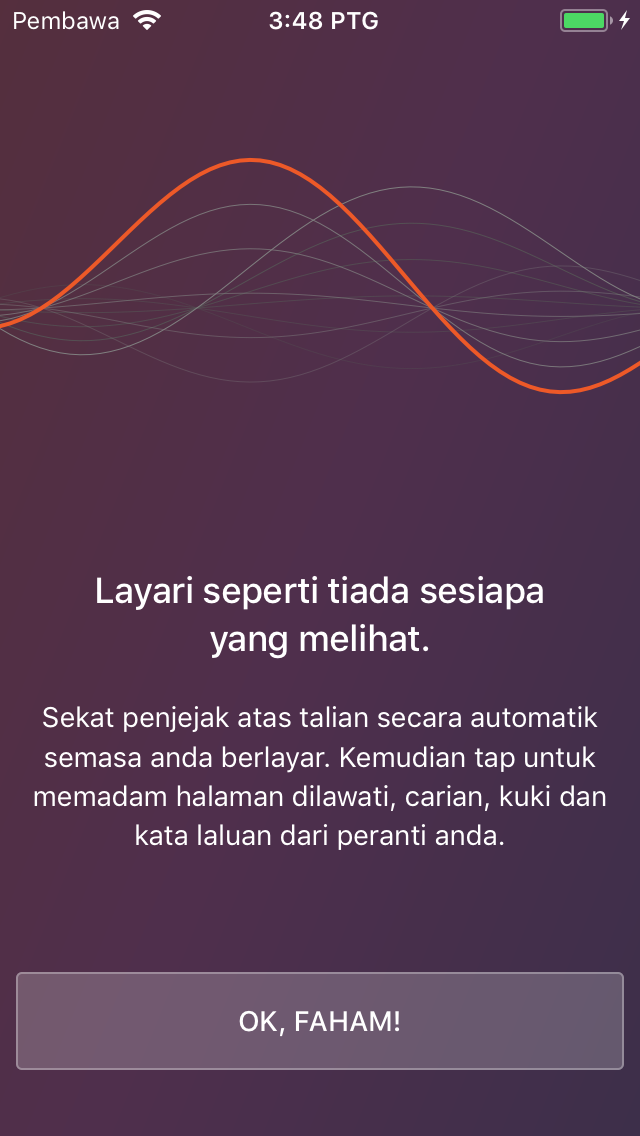 Pembawa 3:48 PTG
Layari seperti tiada sesiapa
yang melihat.
Sekat penjejak atas talian secara automatik
semasa anda berlayar. Kemudian tap untuk
memadam halaman dilawati, carian, kuki dan
kata laluan dari peranti anda.
OK, FAHAM!